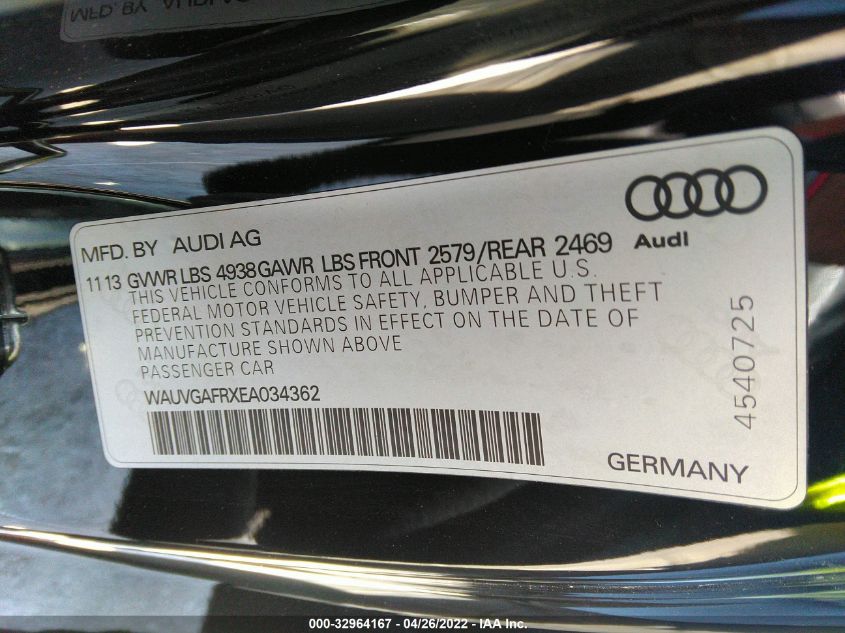 MFD. BY AUDI AG
Audi
11 13 GVWR LBS 4938 GAWR LBS FRONT 2579/REAR 2469
THIS VEHICLE CONFORMS TO ALL APPLICABLE U.S.
FEDERAL MOTOR VEHICLE SAFETY, BUMPER AND THEFT
PREVENTION STANDARDS IN EFFECT ON THE DATE OF
MANUFACTURE SHOWN ABOVE
PASSENGER CAR
WAUVGAFRXEA034362
4540725
GERMANY
000-32964167 - 04/26/2022 - IAA Inc.